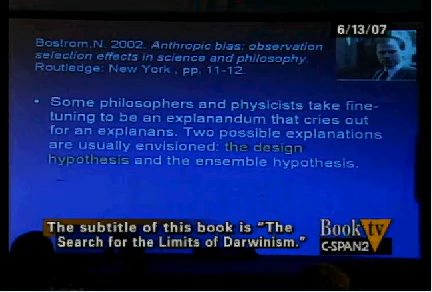 6/13/07
Bostrom, N. 2002. Anthropic bias: observation
selection effects in science and philosophy.
Routledge: New York, pp. 11-12.
• Some philosophers and physicists take fine-
tuning to be an explanandum that cries out
for an explanans. Two possible explanations
are usually envisioned: the design
hypothesis and the ensemble hypothesis.
The subtitle of this book is "The
Search for the Limits of Darwinism."
Book tv
C-SPAN2